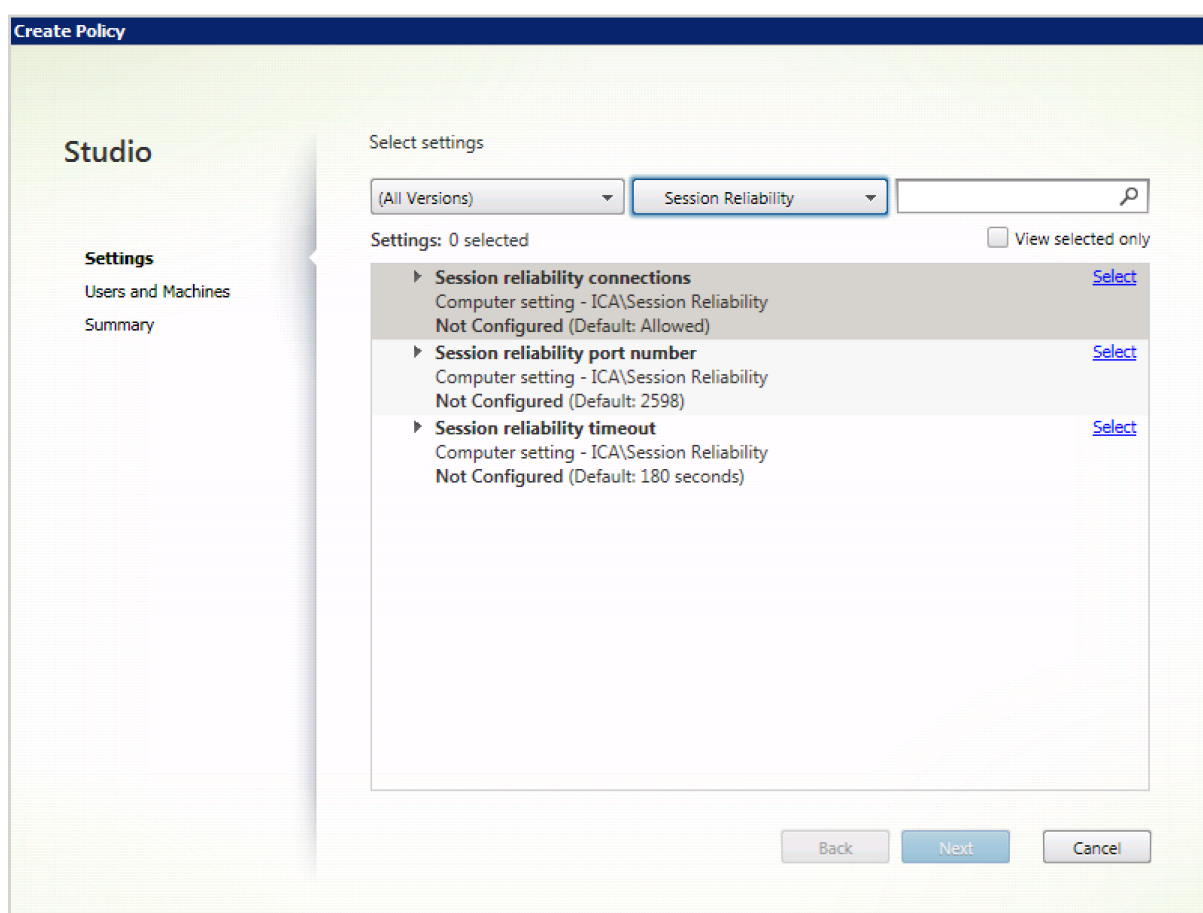 Create Policy
Studio
Select settings
(All Versions)
Session Reliability
Settings: 0 selected
View selected only
Settings
Users and Machines
Summary
Session reliability connections
Select
Computer setting - ICA\Session Reliability
Not Configured (Default: Allowed)
Session reliability port number
Select
Computer setting - ICA\Session Reliability
Not Configured (Default: 2598)
Session reliability timeout
Select
Computer setting - ICA\Session Reliability
Not Configured (Default: 180 seconds)
Back
Next
Cancel